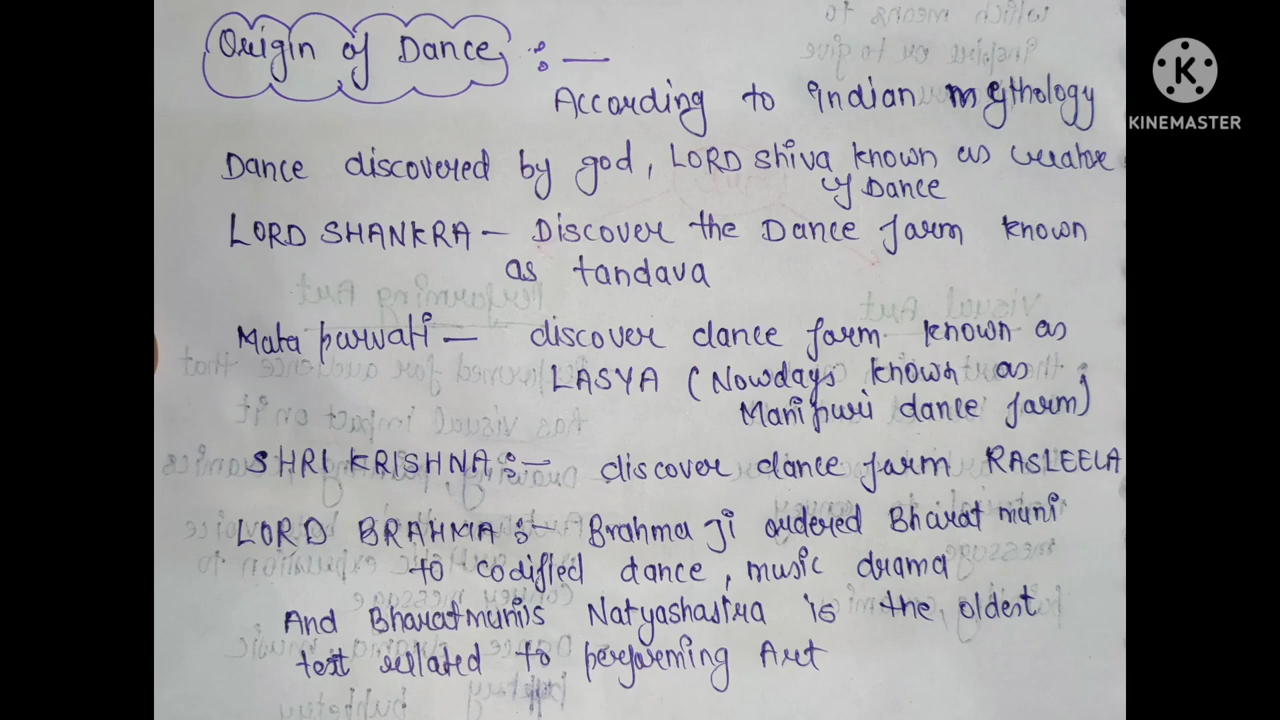 Origin of Dance :—
According to Indian mythology
Dance discovered by god, LORD Shiva known as creator
of Dance
LORD SHANKRA — Discover the Dance farm known
as tandava
Mata parvati — discover dance farm known as
LASYA (Nowdays known as
Manipuri dance farm)
SHRI KRISHNA :— discover dance farm RASLEELA
LORD BRAHMA :— Brahma Ji ordered Bharat muni
to codified dance, music drama
And Bharatmuni's Natyashastra is the oldest
text related to performing Art
K
KINEMASTER